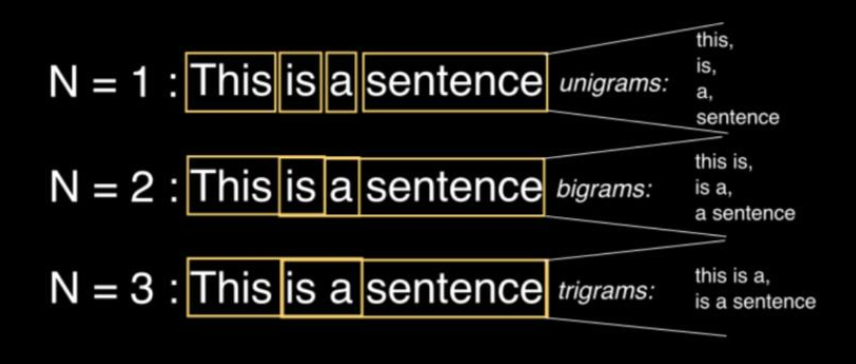 N = 1 : This is a sentence
unigrams:
this,
is,
a,
sentence
N = 2 : This is a sentence
bigrams:
this is,
is a,
a sentence
N = 3 : This is a sentence
trigrams:
this is a,
is a sentence